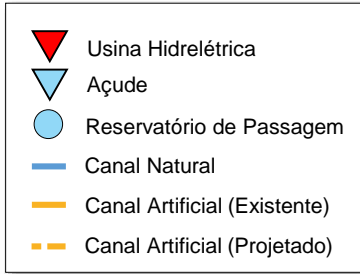 Usina Hidrelétrica
Açude
Reservatório de Passagem
Canal Natural
Canal Artificial (Existente)
Canal Artificial (Projetado)